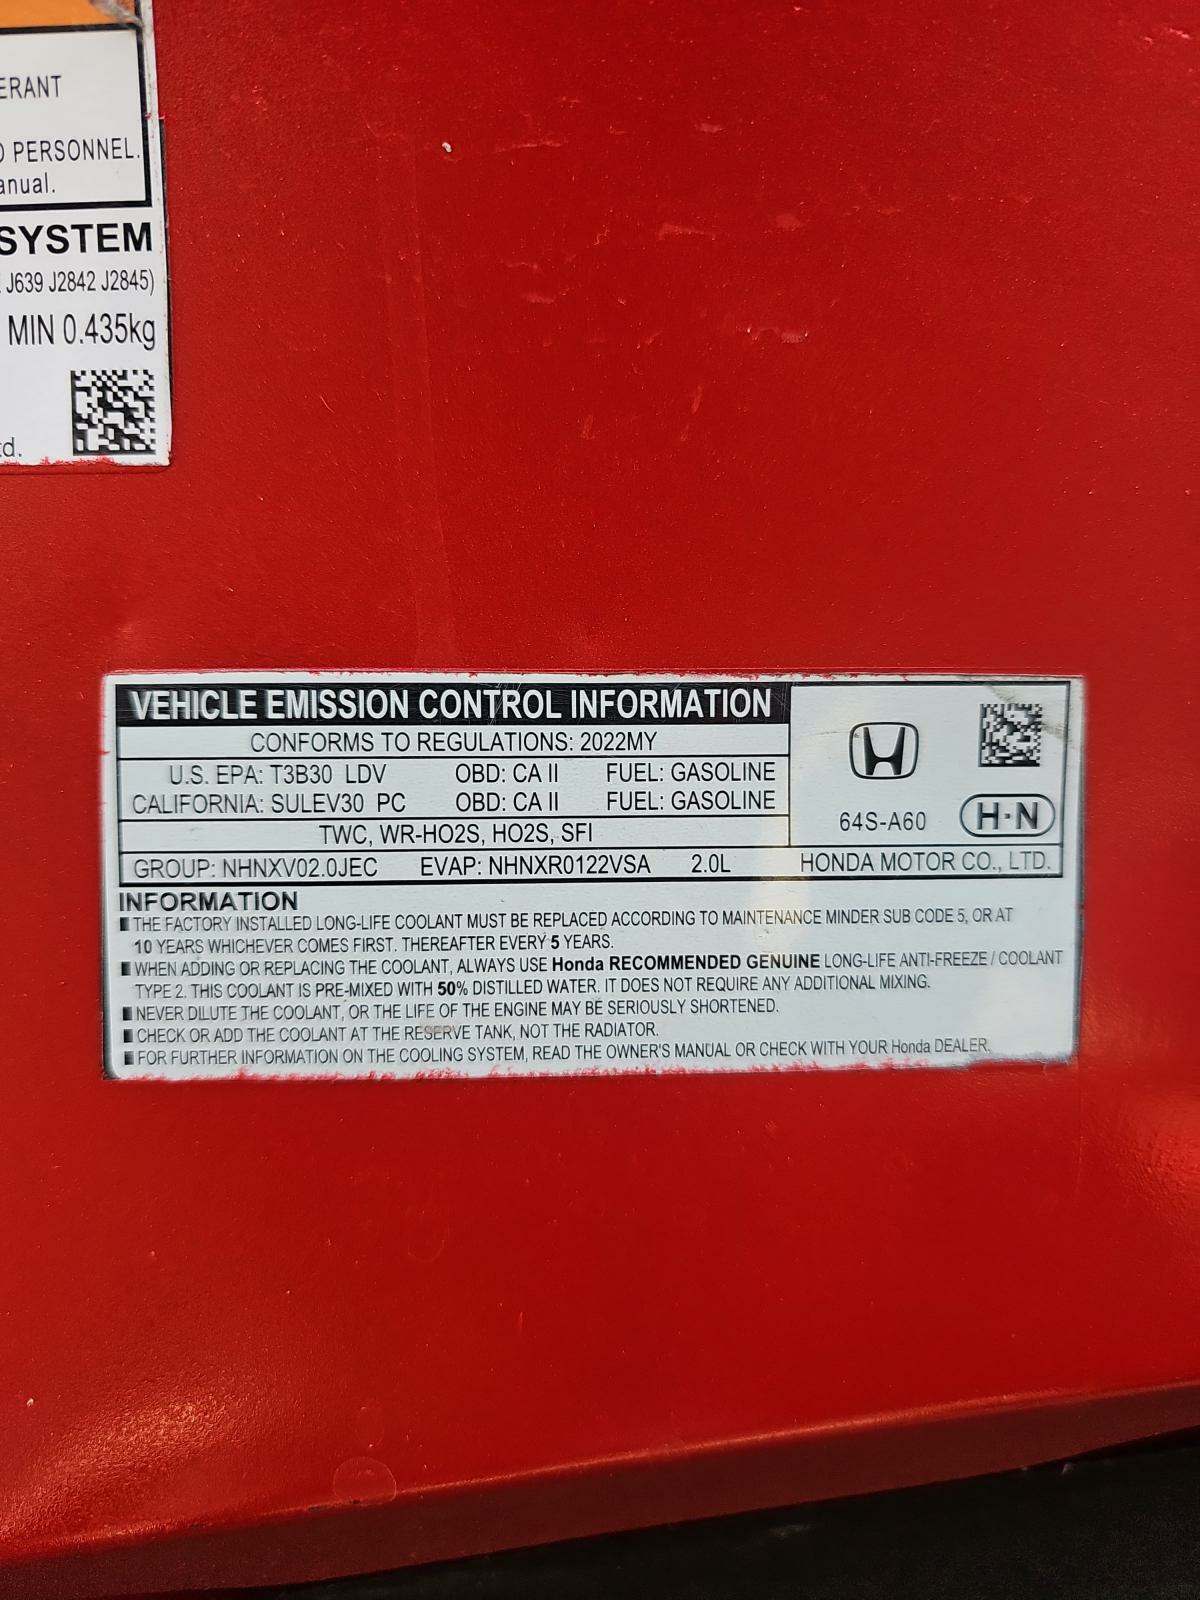 ERANT
PERSONNEL.
anual.
SYSTEM
J639 J2842 J2845)
MIN 0.435kg
td.
VEHICLE EMISSION CONTROL INFORMATION
CONFORMS TO REGULATIONS: 2022MY
U.S. EPA: T3B30 LDV OBD: CA II FUEL: GASOLINE
CALIFORNIA: SULEV30 PC OBD: CA II FUEL: GASOLINE
64S-A60 H·N
TWC, WR-HO2S, HO2S, SFI
GROUP: NHNXV02.0JEC EVAP: NHNXR0122VSA 2.0L HONDA MOTOR CO., LTD.
INFORMATION
■ THE FACTORY INSTALLED LONG-LIFE COOLANT MUST BE REPLACED ACCORDING TO MAINTENANCE MINDER SUB CODE 5, OR AT
10 YEARS WHICHEVER COMES FIRST. THEREAFTER EVERY 5 YEARS.
■ WHEN ADDING OR REPLACING THE COOLANT, ALWAYS USE Honda RECOMMENDED GENUINE LONG-LIFE ANTI-FREEZE / COOLANT
TYPE 2. THIS COOLANT IS PRE-MIXED WITH 50% DISTILLED WATER. IT DOES NOT REQUIRE ANY ADDITIONAL MIXING.
■ NEVER DILUTE THE COOLANT, OR THE LIFE OF THE ENGINE MAY BE SERIOUSLY SHORTENED.
■ CHECK OR ADD THE COOLANT AT THE RESERVE TANK, NOT THE RADIATOR.
■ FOR FURTHER INFORMATION ON THE COOLING SYSTEM, READ THE OWNER'S MANUAL OR CHECK WITH YOUR Honda DEALER.